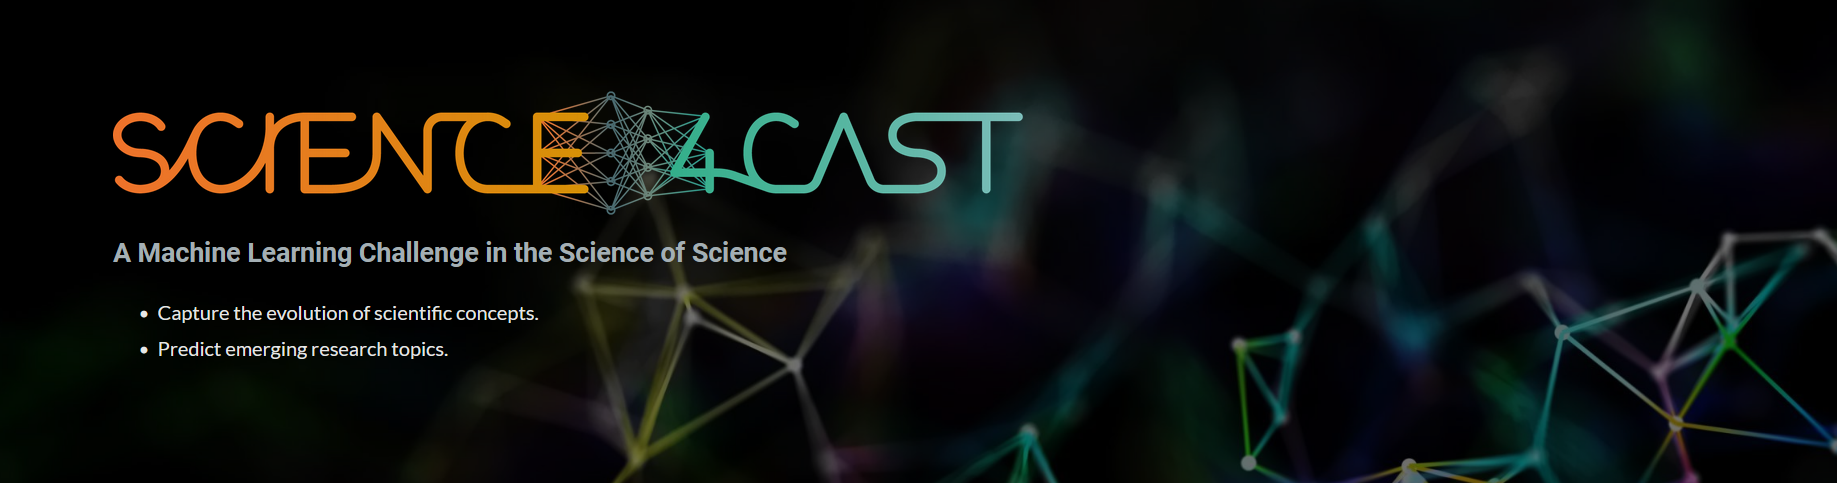 SCIENCE4CAST
A Machine Learning Challenge in the Science of Science
• Capture the evolution of scientific concepts.
• Predict emerging research topics.